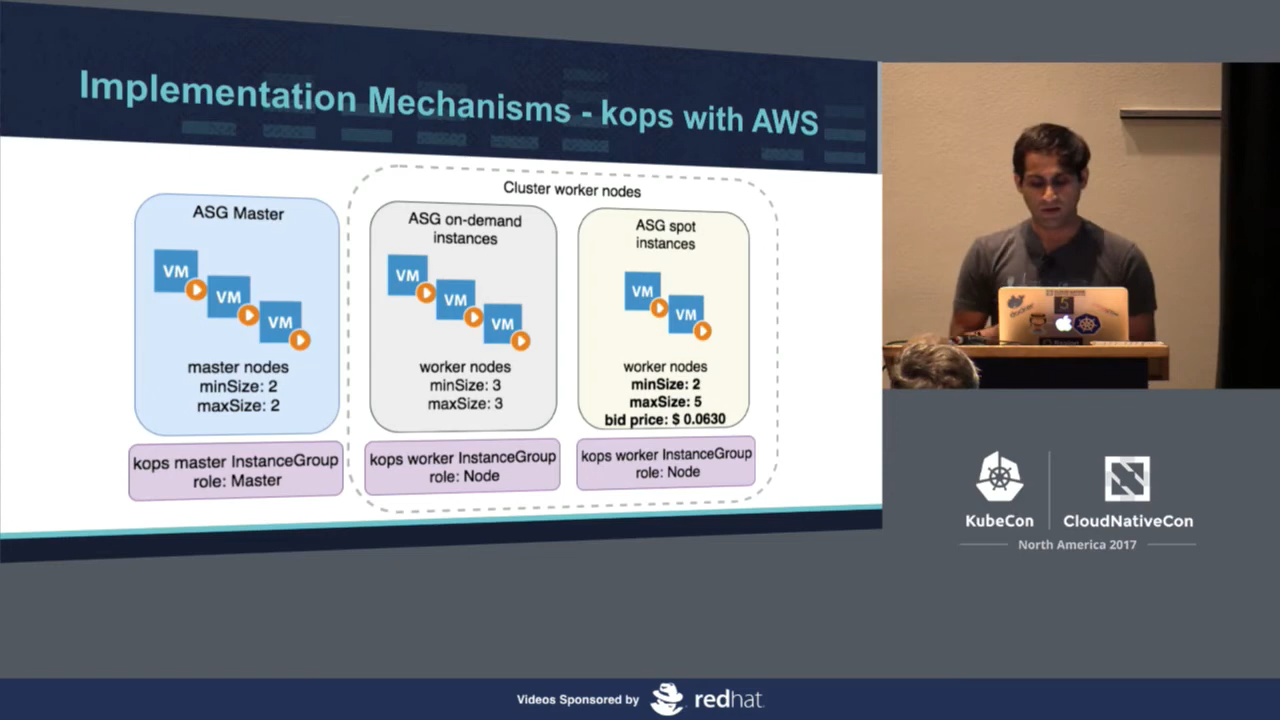 Implementation Mechanisms - kops with AWS
Cluster worker nodes
ASG Master
VM
VM
VM
master nodes
minSize: 2
maxSize: 2
kops master InstanceGroup
role: Master
ASG on-demand
instances
VM
VM
VM
worker nodes
minSize: 3
maxSize: 3
kops worker InstanceGroup
role: Node
ASG spot
instances
VM
VM
worker nodes
minSize: 2
maxSize: 5
bid price: $ 0.0630
kops worker InstanceGroup
role: Node
5
KubeCon
CloudNativeCon
North America 2017
Videos Sponsored by
redhat